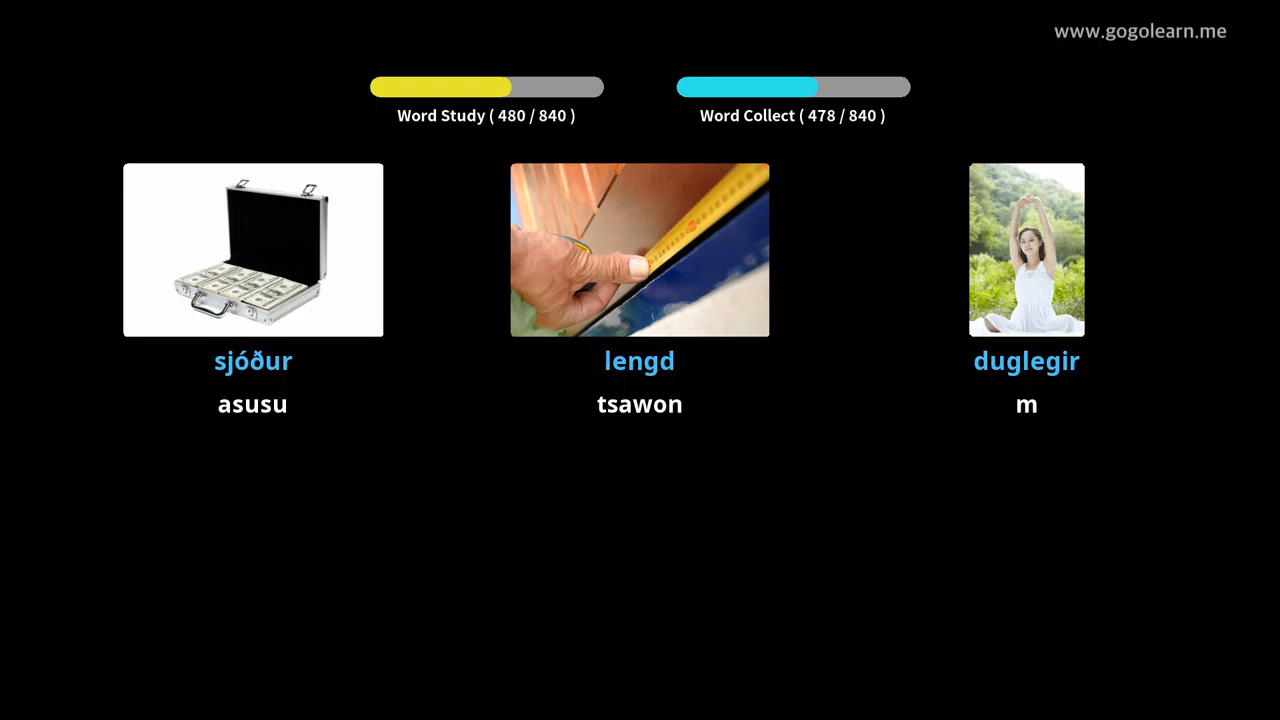 www.gogolearn.me
Word Study ( 480 / 840 )
Word Collect ( 478 / 840 )
sjóður
lengd
duglegir
asusu
tsawon
m